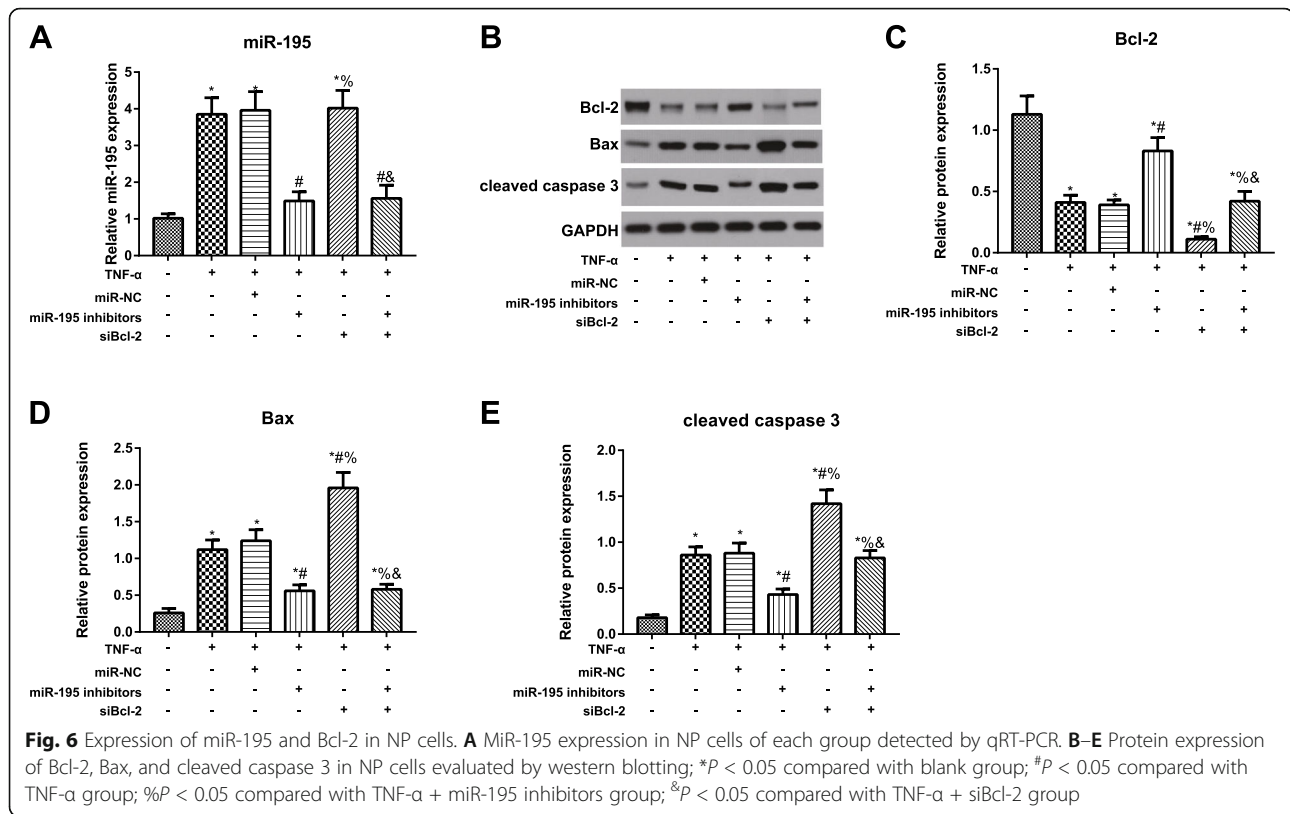 A
miR-195
Relative miR-195 expression
5
4
3
2
1
0
* * # *% #&
TNF-α - + + + + +
miR-NC - - + - - -
miR-195 inhibitors - - - + - +
siBcl-2 - - - - + +
B
Bcl-2
Bax
cleaved caspase 3
GAPDH
TNF-α - + + + + +
miR-NC - - + - - -
miR-195 inhibitors - - - + - +
siBcl-2 - - - - + +
C
Bcl-2
Relative protein expression
1.5
1.0
0.5
0.0
* * *# *#% *%&
TNF-α - + + + + +
miR-NC - - + - - -
miR-195 inhibitors - - - + - +
siBcl-2 - - - - + +
D
Bax
Relative protein expression
2.5
2.0
1.5
1.0
0.5
0.0
* * *# *#% *%&
TNF-α - + + + + +
miR-NC - - + - - -
miR-195 inhibitors - - - + - +
siBcl-2 - - - - + +
E
cleaved caspase 3
Relative protein expression
2.0
1.5
1.0
0.5
0.0
* * *# *#% *%&
TNF-α - + + + + +
miR-NC - - + - - -
miR-195 inhibitors - - - + - +
siBcl-2 - - - - + +
Fig. 6 Expression of miR-195 and Bcl-2 in NP cells. A MiR-195 expression in NP cells of each group detected by qRT-PCR. B–E Protein expression
of Bcl-2, Bax, and cleaved caspase 3 in NP cells evaluated by western blotting; *P < 0.05 compared with blank group; #P < 0.05 compared with
TNF-α group; %P < 0.05 compared with TNF-α + miR-195 inhibitors group; &P < 0.05 compared with TNF-α + siBcl-2 group